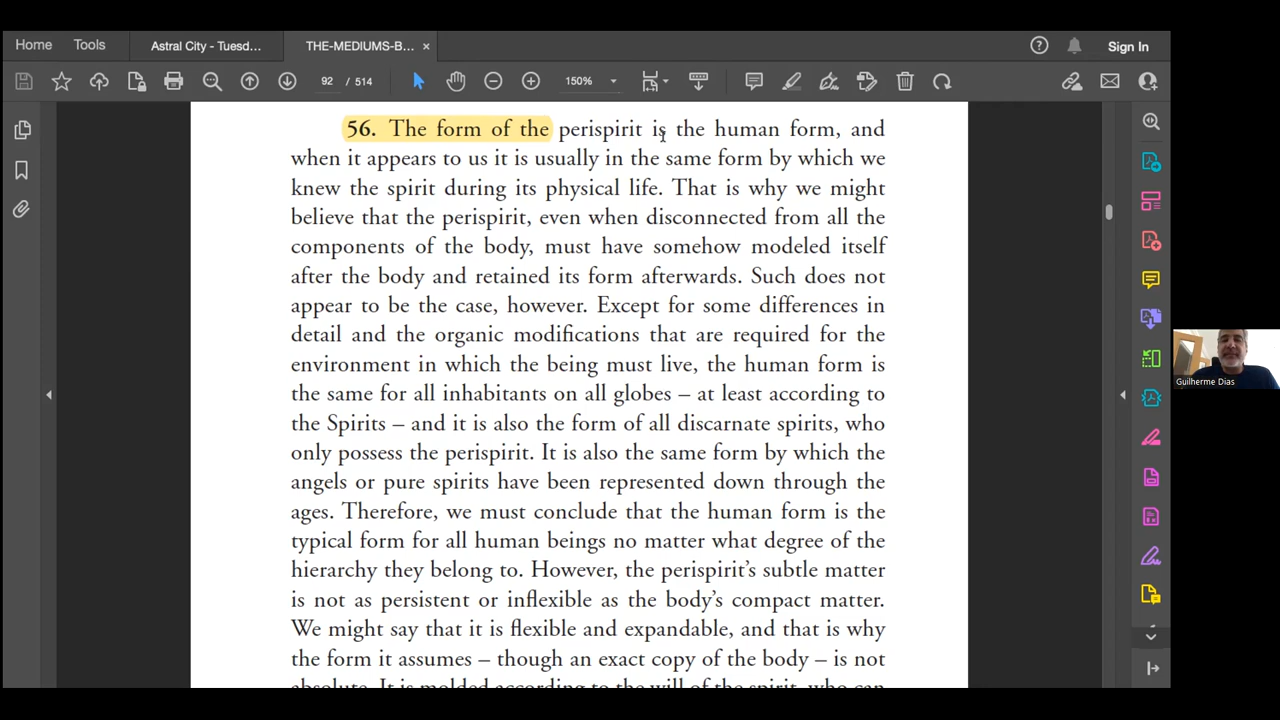 Home
Tools
Astral City - Tuesd...
THE-MEDIUMS-B... ×
Sign In
92 / 514
150%
56. The form of the perispirit is the human form, and
when it appears to us it is usually in the same form by which we
knew the spirit during its physical life. That is why we might
believe that the perispirit, even when disconnected from all the
components of the body, must have somehow modeled itself
after the body and retained its form afterwards. Such does not
appear to be the case, however. Except for some differences in
detail and the organic modifications that are required for the
environment in which the being must live, the human form is
the same for all inhabitants on all globes – at least according to
the Spirits – and it is also the form of all discarnate spirits, who
only possess the perispirit. It is also the same form by which the
angels or pure spirits have been represented down through the
ages. Therefore, we must conclude that the human form is the
typical form for all human beings no matter what degree of the
hierarchy they belong to. However, the perispirit’s subtle matter
is not as persistent or inflexible as the body’s compact matter.
We might say that it is flexible and expandable, and that is why
the form it assumes – though an exact copy of the body – is not
absolute. It is molded according to the will of the spirit, who can
Guilherme Dias